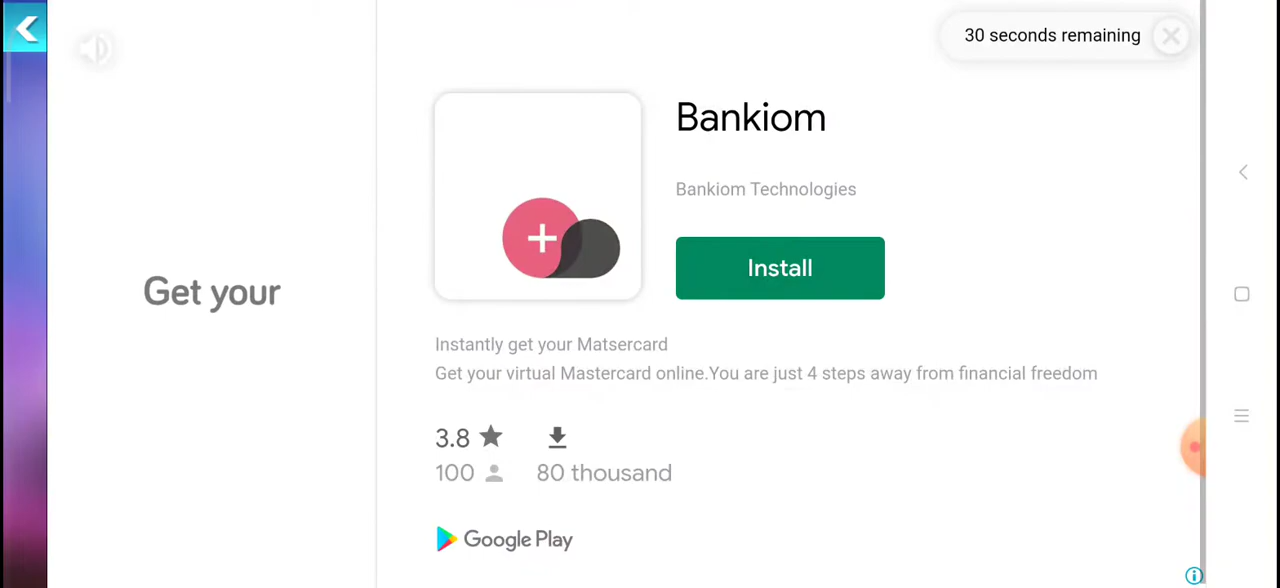 30 seconds remaining
Bankiom
Bankiom Technologies
Install
Get your
Instantly get your Matsercard
Get your virtual Mastercard online.You are just 4 steps away from financial freedom
3.8
100
80 thousand
Google Play